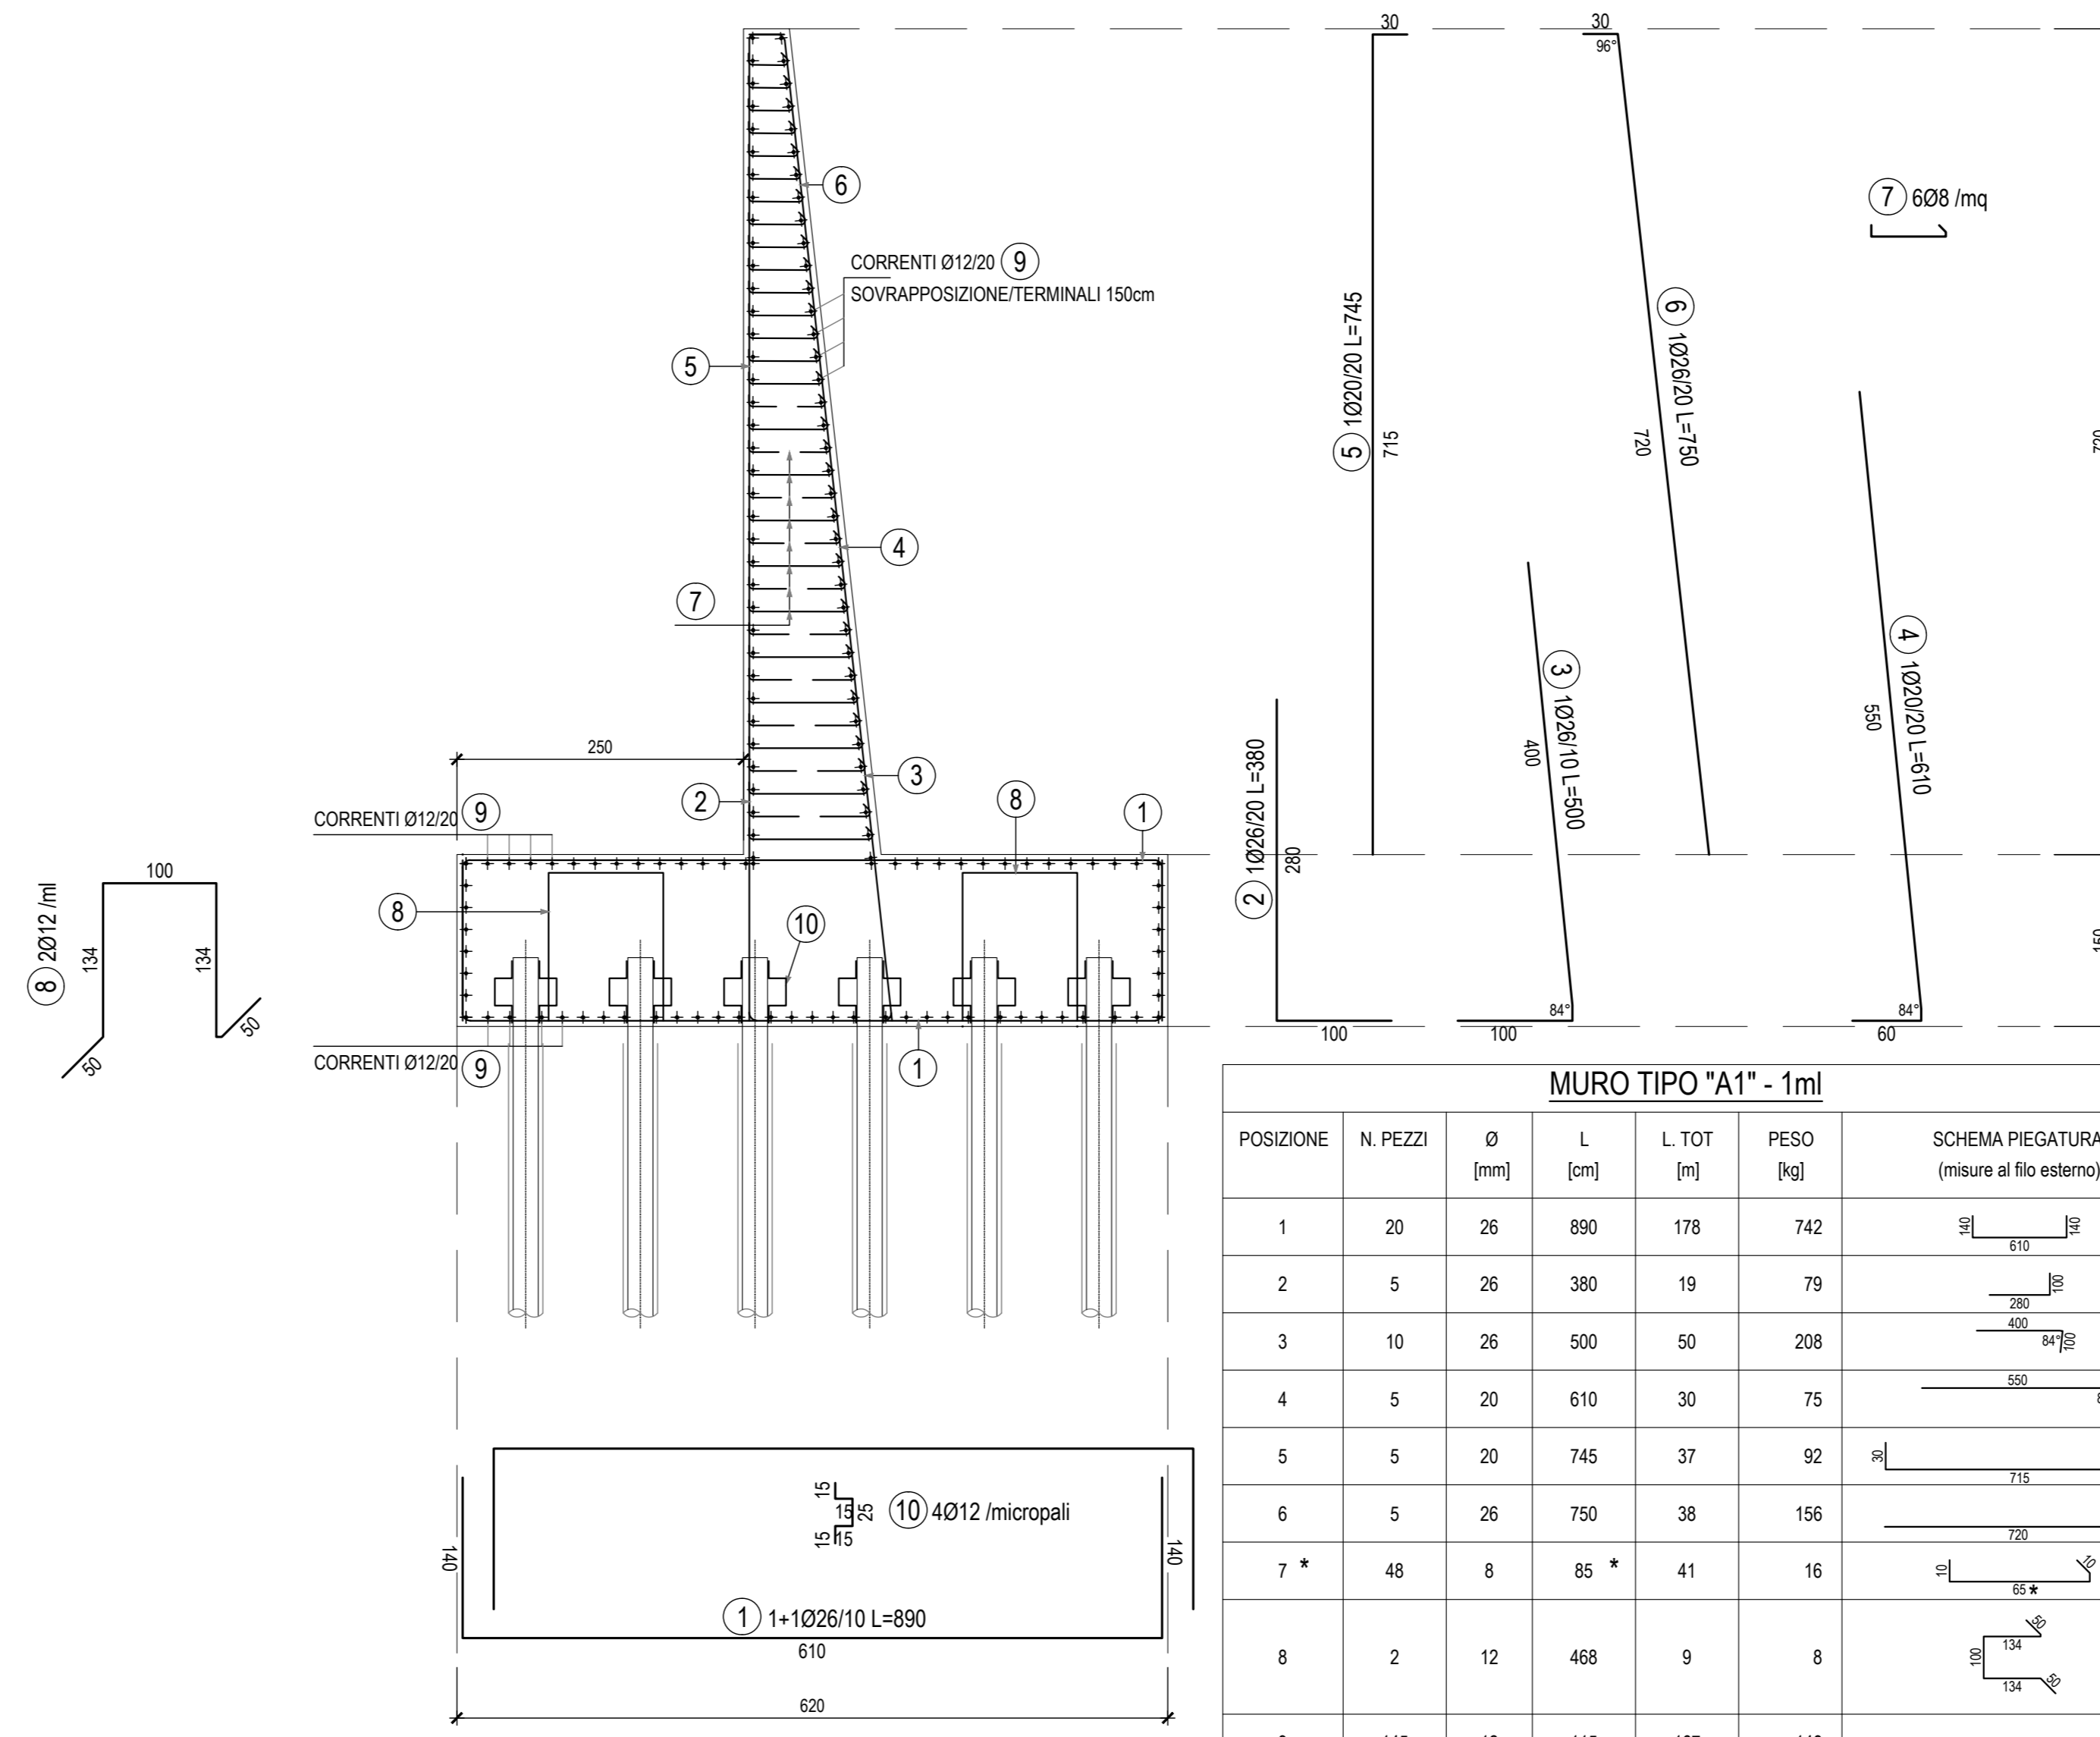 30
30
96°
6
7 6Ø8 /mq
CORRENTI Ø12/20 9
SOVRAPPOSIZIONE/TERMINALI 150cm
5
5 1Ø20/20 L=745
715
6 1Ø26/20 L=750
720
4
7
3 1Ø26/10 L=500
400
4 1Ø20/20 L=610
550
250
2
3
8
1
2 1Ø26/20 L=380
280
CORRENTI Ø12/20 9
8 2Ø12 /ml
100
134
134
50
50
8
10
150
84°
84°
100
100
60
CORRENTI Ø12/20 9
1
MURO TIPO "A1" - 1ml
POSIZIONE N. PEZZI Ø [mm] L [cm] L. TOT [m] PESO [kg] SCHEMA PIEGATURA (misure al filo esterno)
1 20 26 890 178 742 140 610 140
2 5 26 380 19 79 280 100
3 10 26 500 50 208 400 84° 100
4 5 20 610 30 75 550
5 5 20 745 37 92 30 715
6 5 26 750 38 156 720
7 * 48 8 85 * 41 16 10 65 * 10
8 2 12 468 9 8 100 134 50 134 50
15
15
25
15
15
10 4Ø12 /micropali
140
140
1 1+1Ø26/10 L=890
610
620